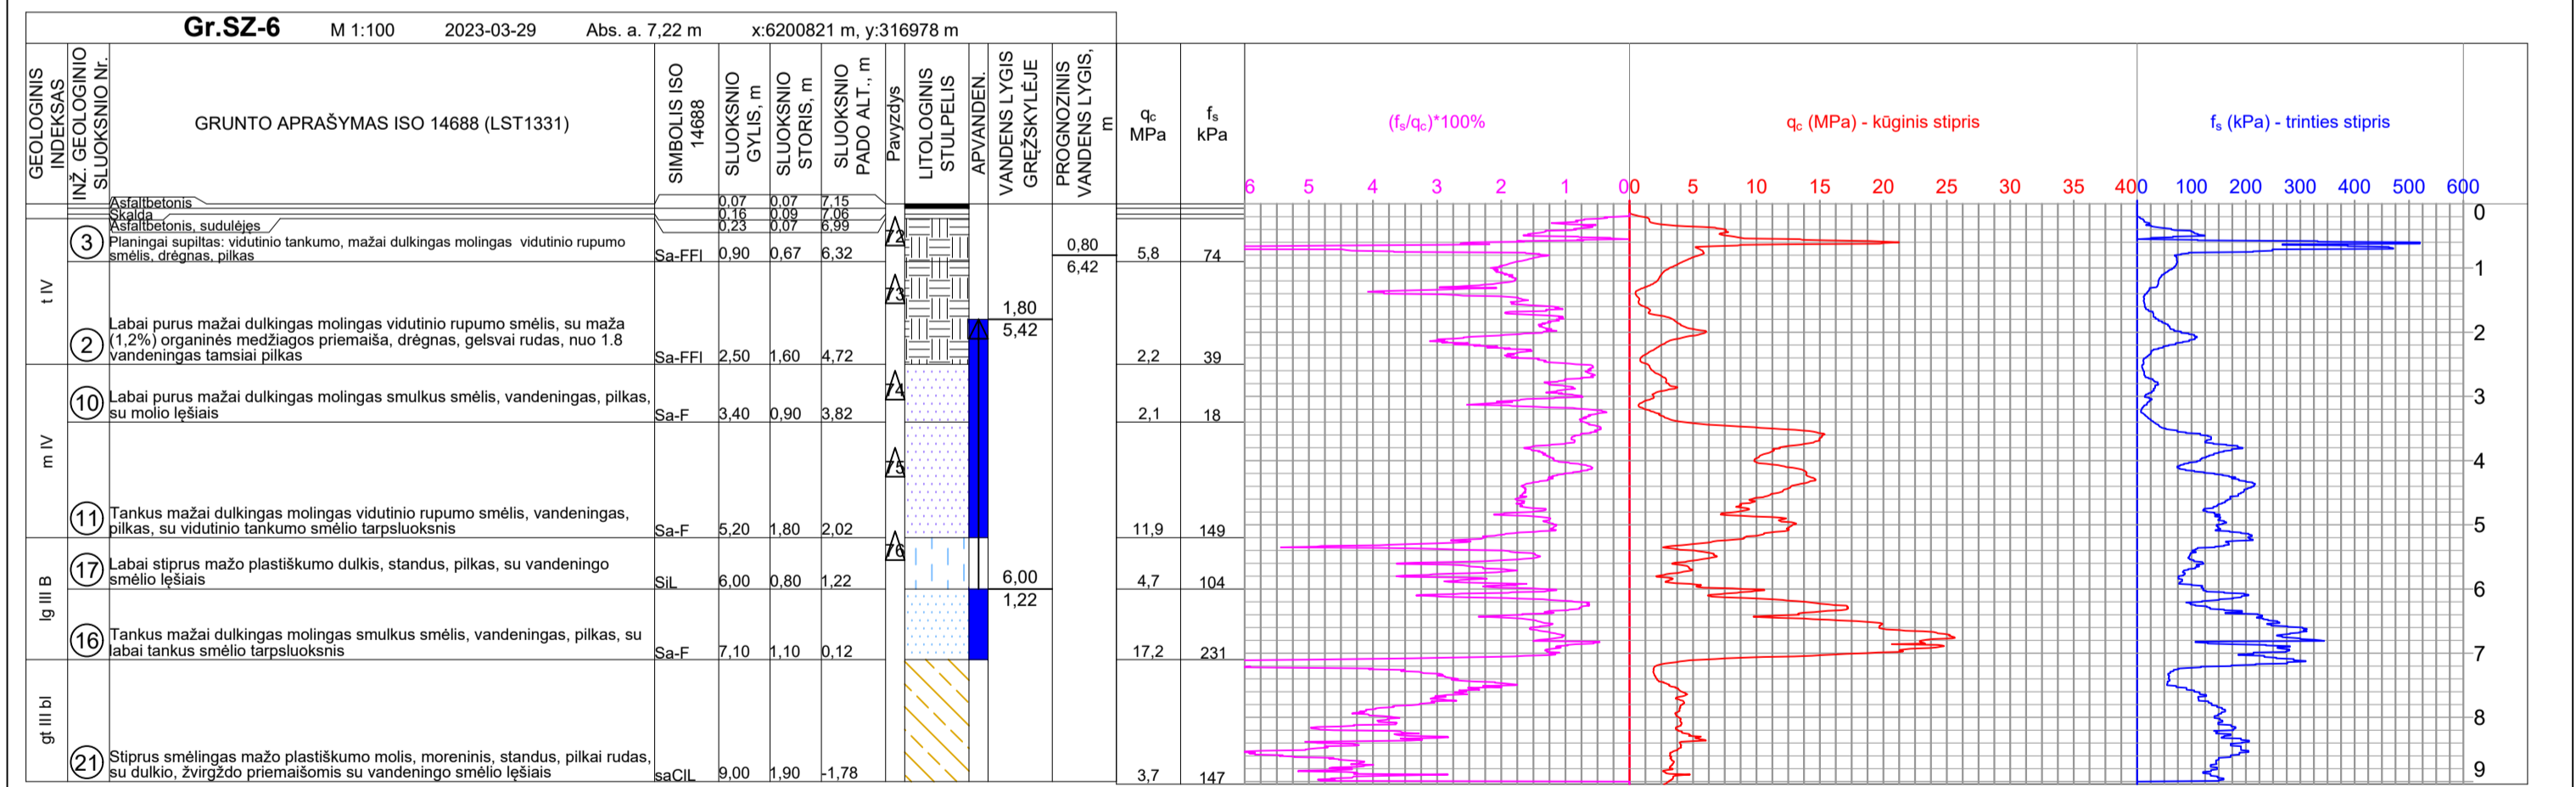 Gr.SZ-6 M 1:100 2023-03-29 Abs. a. 7,22 m x:6200821 m, y:316978 m
GEOLOGINIS
INDEKSAS
INŽ. GEOLOGINIO
SLUOKSNIO Nr.
GRUNTO APRAŠYMAS ISO 14688 (LST1331)
SIMBOLIS ISO
14688
SLUOKSNIO
GYLIS, m
SLUOKSNIO
STORIS, m
SLUOKSNIO
PADO ALT., m
Pavyzdys
LITOLOGINIS
STULPELIS
APVANDEN.
VANDENS LYGIS
GRĘŽSKYLĖJE
PROGNOZINIS
VANDENS LYGIS,
m
qc
MPa
fs
kPa
(fs/qc)*100%
qc (MPa) - kūginis stipris
fs (kPa) - trinties stipris
6 5 4 3 2 1 0
0 5 10 15 20 25 30 35 40
0 100 200 300 400 500 600
Asfaltbetonis 0,07 0,07 7,15
Skalda 0,16 0,09 7,06
Asfaltbetonis, sudulėjęs 0,23 0,07 6,99
3 Planingai supiltas: vidutinio tankumo, mažai dulkingas molingas vidutinio rupumo
smėlis, drėgnas, pilkas Sa-FFI 0,90 0,67 6,32 5,8 74
72
0,80
6,42
t IV
73
1,80
5,42
2 Labai purus mažai dulkingas molingas vidutinio rupumo smėlis, su maža
(1,2%) organinės medžiagos priemaiša, drėgnas, gelsvai rudas, nuo 1.8
vandeningas tamsiai pilkas Sa-FFI 2,50 1,60 4,72 2,2 39
74
10 Labai purus mažai dulkingas molingas smulkus smėlis, vandeningas, pilkas,
su molio lęšiais Sa-F 3,40 0,90 3,82 2,1 18
m IV
75
11 Tankus mažai dulkingas molingas vidutinio rupumo smėlis, vandeningas,
pilkas, su vidutinio tankumo smėlio tarpsluoksnis Sa-F 5,20 1,80 2,02 11,9 149
76
17 Labai stiprus mažo plastiškumo dulkis, standus, pilkas, su vandeningo
smėlio lęšiais SiL 6,00 0,80 1,22 4,7 104
6,00
1,22
lg III B
16 Tankus mažai dulkingas molingas smulkus smėlis, vandeningas, pilkas, su
labai tankus smėlio tarpsluoksnis Sa-F 7,10 1,10 0,12 17,2 231
gt III bl
21 Stiprus smėlingas mažo plastiškumo molis, moreninis, standus, pilkai rudas,
su dulkio, žvirgždo priemaišomis su vandeningo smėlio lęšiais saClL 9,00 1,90 -1,78 3,7 147
0
1
2
3
4
5
6
7
8
9